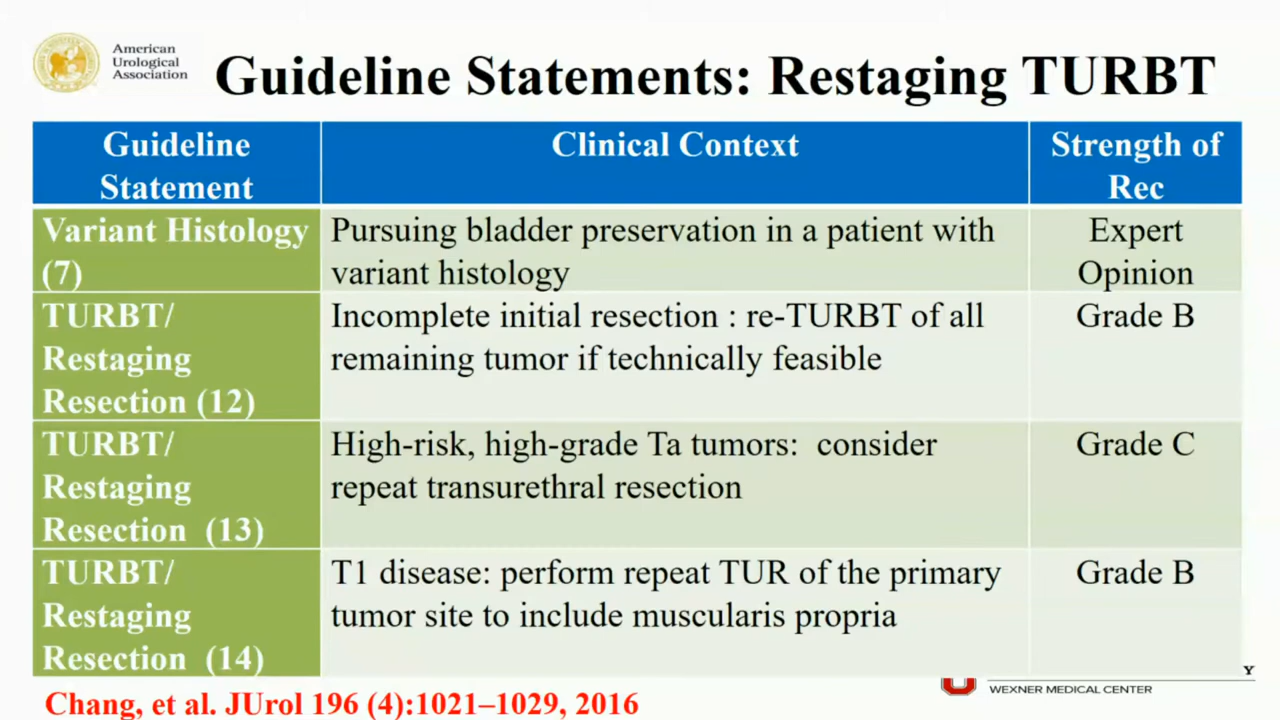 American
Urological
Association
Guideline Statements: Restaging TURBT
Guideline
Statement
Clinical Context
Strength of
Rec
Variant Histology
(7)
Pursuing bladder preservation in a patient with
variant histology
Expert
Opinion
TURBT/
Restaging
Resection (12)
Incomplete initial resection : re-TURBT of all
remaining tumor if technically feasible
Grade B
TURBT/
Restaging
Resection (13)
High-risk, high-grade Ta tumors: consider
repeat transurethral resection
Grade C
TURBT/
Restaging
Resection (14)
T1 disease: perform repeat TUR of the primary
tumor site to include muscularis propria
Grade B
Y
WEXNER MEDICAL CENTER
Chang, et al. JUrol 196 (4):1021–1029, 2016